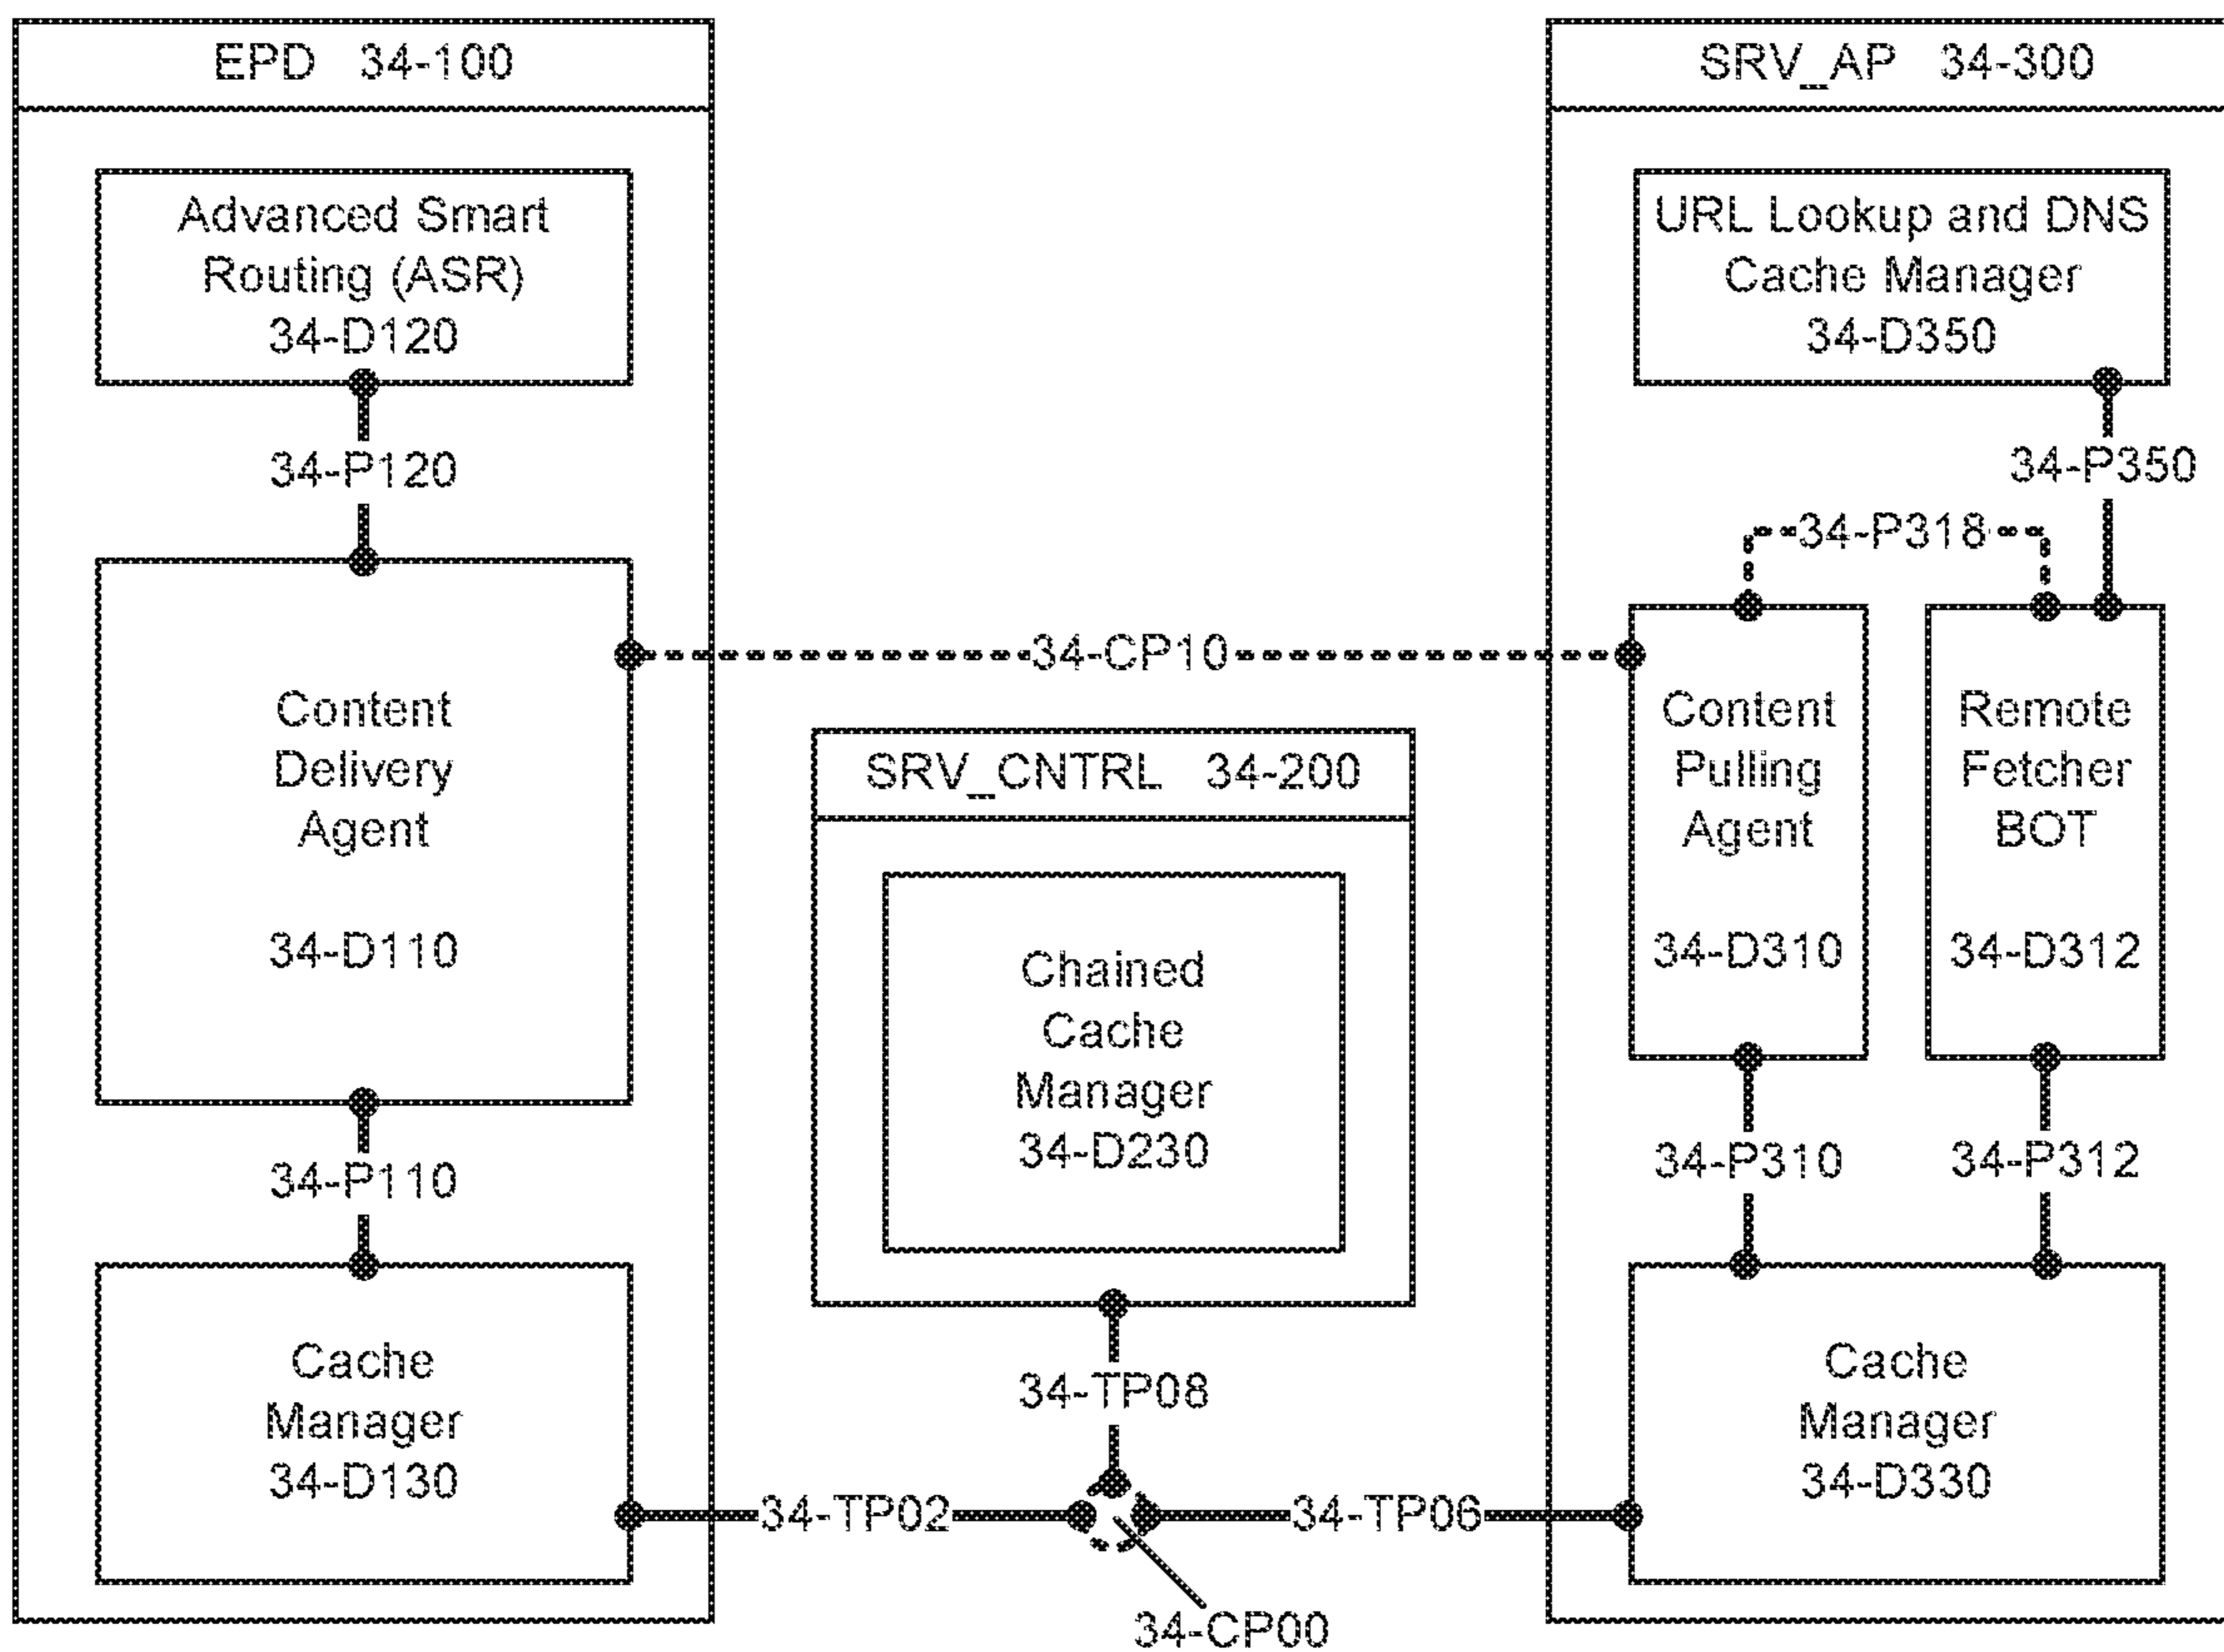 EPD 34-100
Advanced Smart
Routing (ASR)
34-D120
34-P120
Content
Delivery
Agent
34-D110
34-P110
Cache
Manager
34-D130
34-CP10
SRV_CNTRL 34-200
Chained
Cache
Manager
34-D230
34-TP08
34-TP02
34-TP06
34-CP00
SRV_AP 34-300
URL Lookup and DNS
Cache Manager
34-D350
34-P350
34-P318
Content
Pulling
Agent
34-D310
Remote
Fetcher
BOT
34-D312
34-P310
34-P312
Cache
Manager
34-D330